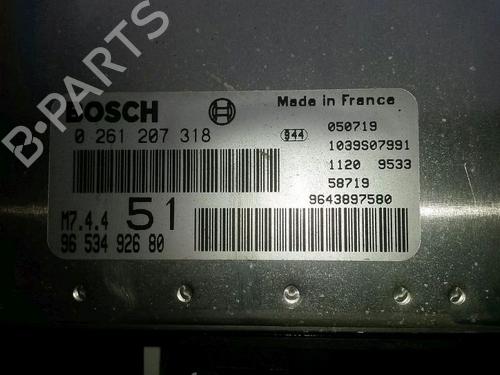 B-PARTS
BOSCH
Made in France
0 261 207 318
944
050719
1039S07991
1120 9533
58719
9643897580
M7.4.4 51
96 534 926 80